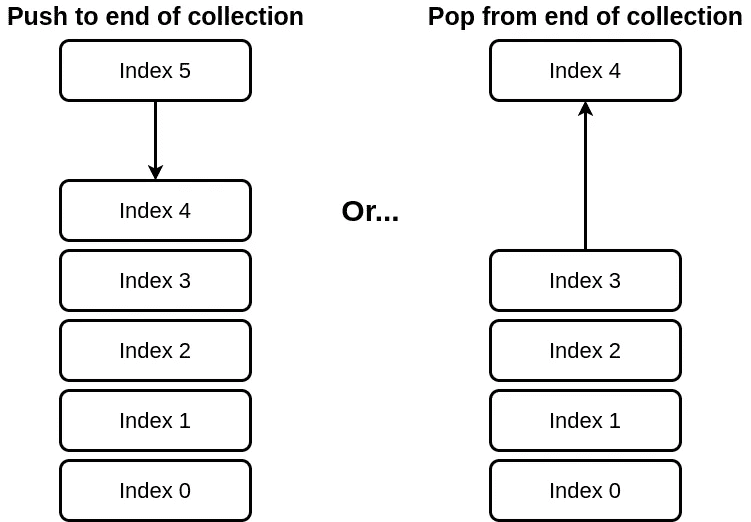 Push to end of collection
Index 5
Index 4
Index 3
Index 2
Index 1
Index 0
Or...
Pop from end of collection
Index 4
Index 3
Index 2
Index 1
Index 0